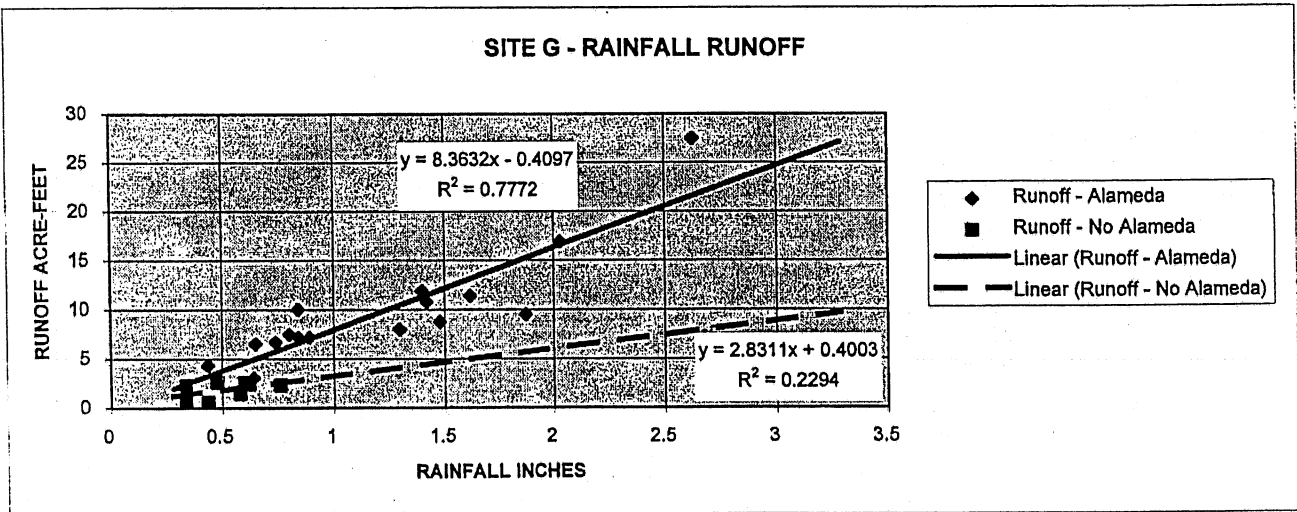 SITE G - RAINFALL RUNOFF
30
25
20
15
10
5
0
RUNOFF ACRE-FEET
y = 8.3632x - 0.4097
R² = 0.7772
y = 2.8311x + 0.4003
R² = 0.2294
0 0.5 1 1.5 2 2.5 3 3.5
RAINFALL INCHES
Runoff - Alameda
Runoff - No Alameda
Linear (Runoff - Alameda)
Linear (Runoff - No Alameda)